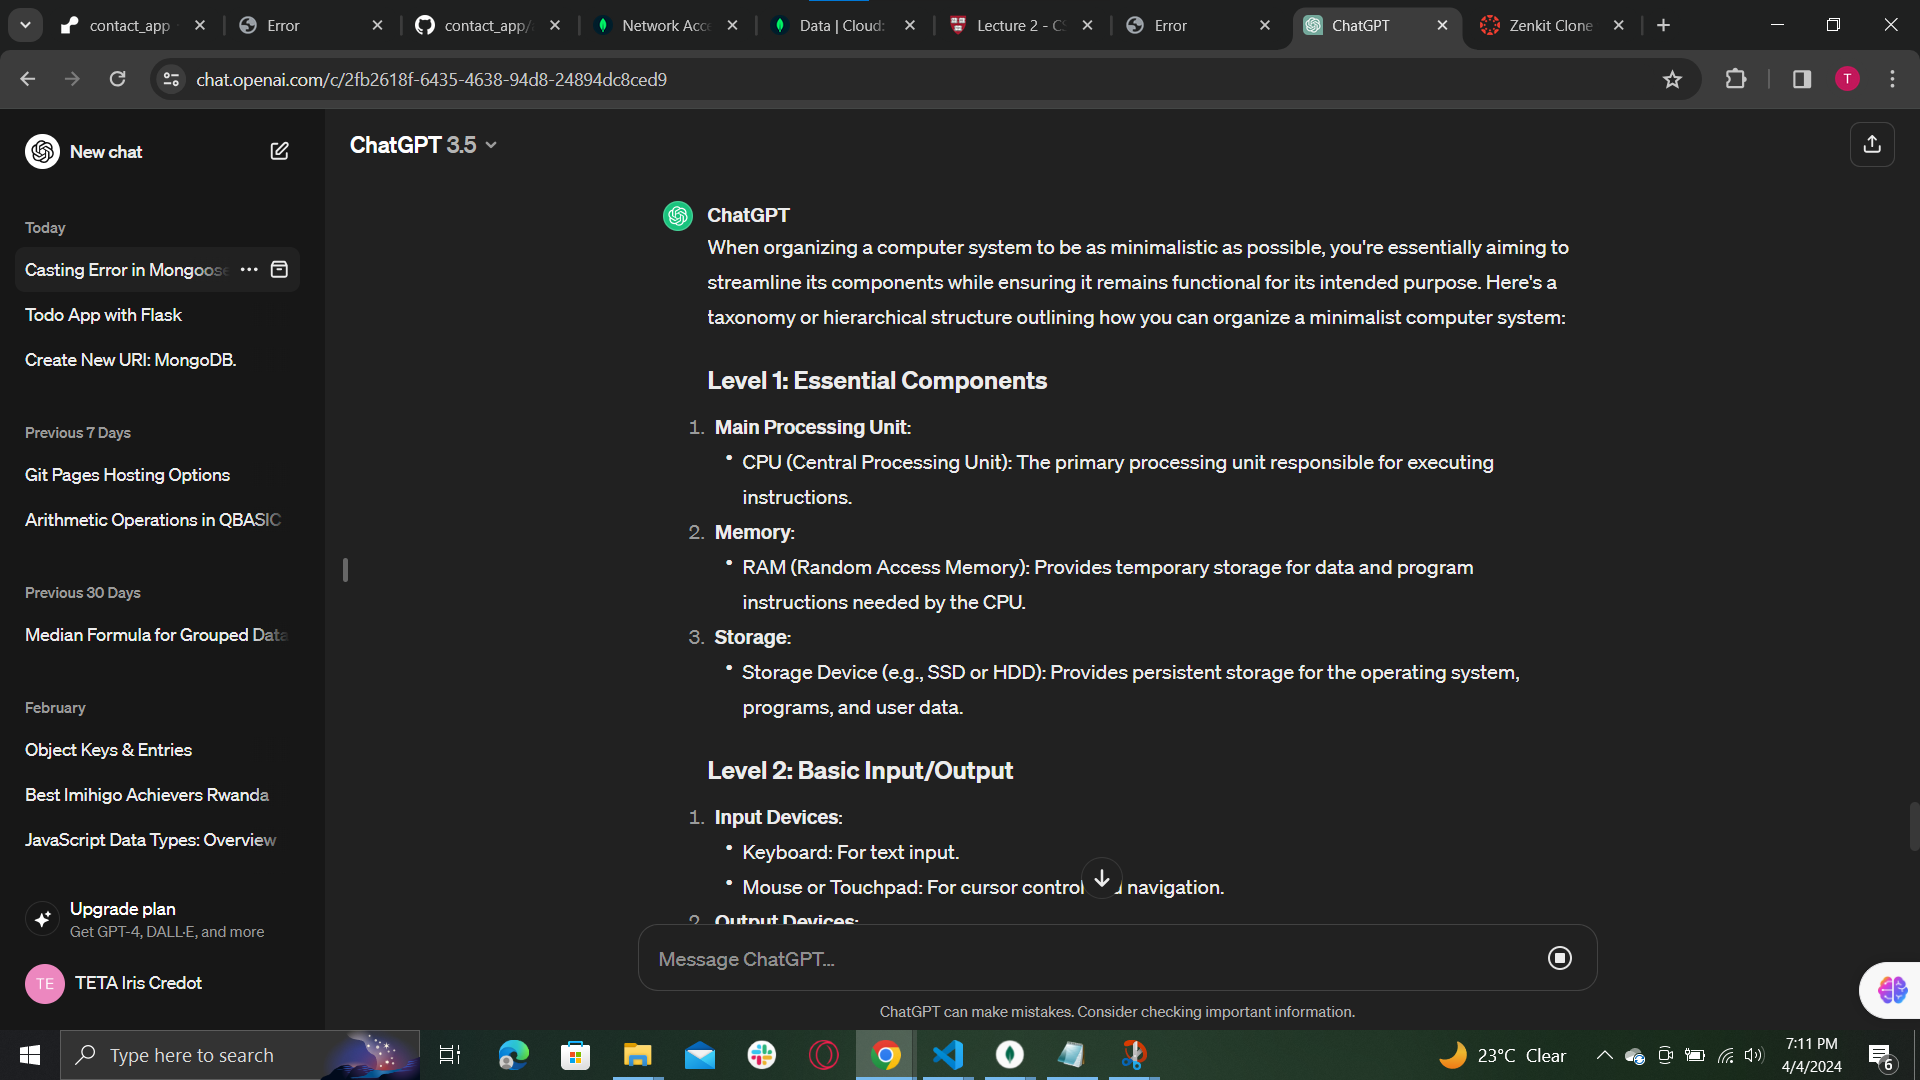 contact_app
Error
contact_app/
Network Acc
Data | Cloud:
Lecture 2 - CS
Error
ChatGPT
Zenkit Clone
chat.openai.com/c/2fb2618f-6435-4638-94d8-24894dc8ced9
T
New chat
Today
Casting Error in Mongoose
Todo App with Flask
Create New URI: MongoDB.
Previous 7 Days
Git Pages Hosting Options
Arithmetic Operations in QBASIC
Previous 30 Days
Median Formula for Grouped Data
February
Object Keys & Entries
Best Imihigo Achievers Rwanda
JavaScript Data Types: Overview
Upgrade plan
Get GPT-4, DALL·E, and more
TE
TETA Iris Credot
ChatGPT 3.5
ChatGPT
When organizing a computer system to be as minimalistic as possible, you're essentially aiming to
streamline its components while ensuring it remains functional for its intended purpose. Here's a
taxonomy or hierarchical structure outlining how you can organize a minimalist computer system:
Level 1: Essential Components
1. Main Processing Unit:
• CPU (Central Processing Unit): The primary processing unit responsible for executing
instructions.
2. Memory:
• RAM (Random Access Memory): Provides temporary storage for data and program
instructions needed by the CPU.
3. Storage:
• Storage Device (e.g., SSD or HDD): Provides persistent storage for the operating system,
programs, and user data.
Level 2: Basic Input/Output
1. Input Devices:
• Keyboard: For text input.
• Mouse or Touchpad: For cursor control navigation.
2. Output Devices:
Message ChatGPT...
ChatGPT can make mistakes. Consider checking important information.
Type here to search
23°C Clear
7:11 PM
4/4/2024
6